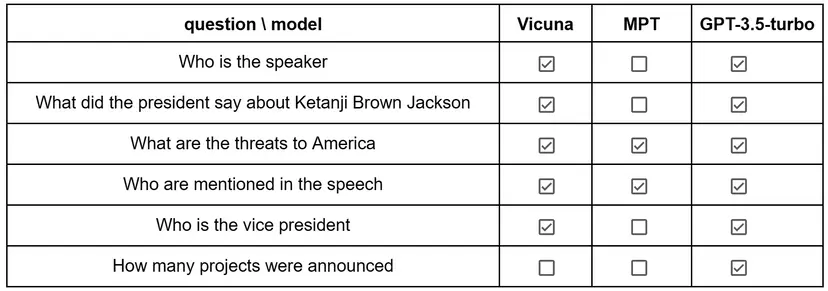 question \ model Vicuna MPT GPT-3.5-turbo
Who is the speaker ☑ ☐ ☑
What did the president say about Ketanji Brown Jackson ☑ ☐ ☑
What are the threats to America ☑ ☑ ☑
Who are mentioned in the speech ☑ ☑ ☑
Who is the vice president ☑ ☐ ☑
How many projects were announced ☐ ☐ ☑